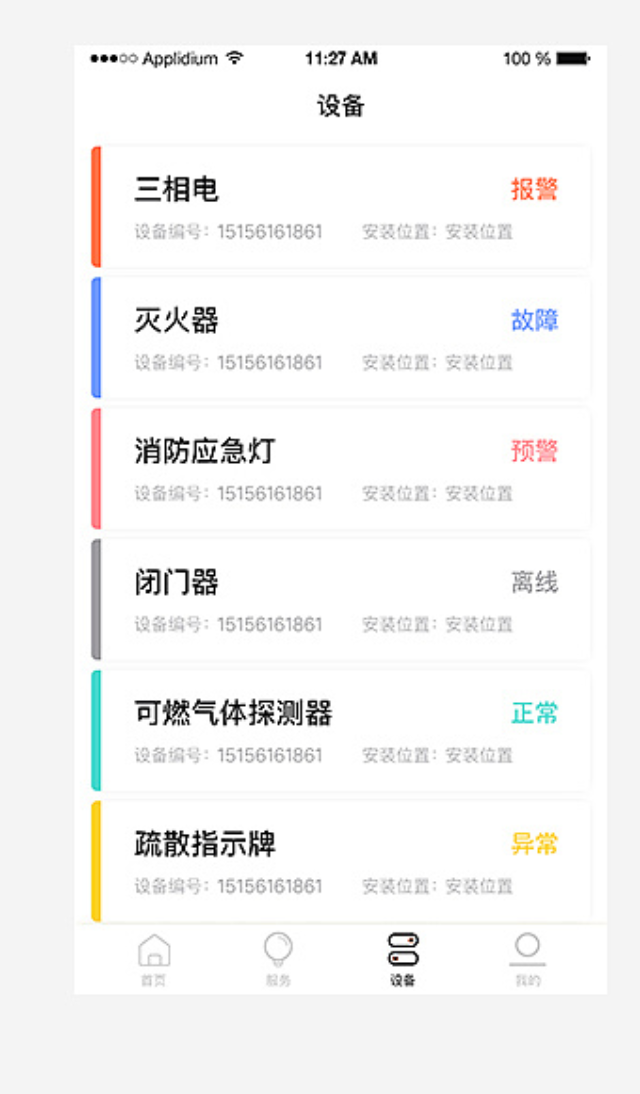 Applidium 11:27 AM 100 %
设备
三相电 报警
设备编号：15156161861 安装位置：安装位置
灭火器 故障
设备编号：15156161861 安装位置：安装位置
消防应急灯 预警
设备编号：15156161861 安装位置：安装位置
闭门器 离线
设备编号：15156161861 安装位置：安装位置
可燃气体探测器 正常
设备编号：15156161861 安装位置：安装位置
疏散指示牌 异常
设备编号：15156161861 安装位置：安装位置
首页 服务 设备 我的